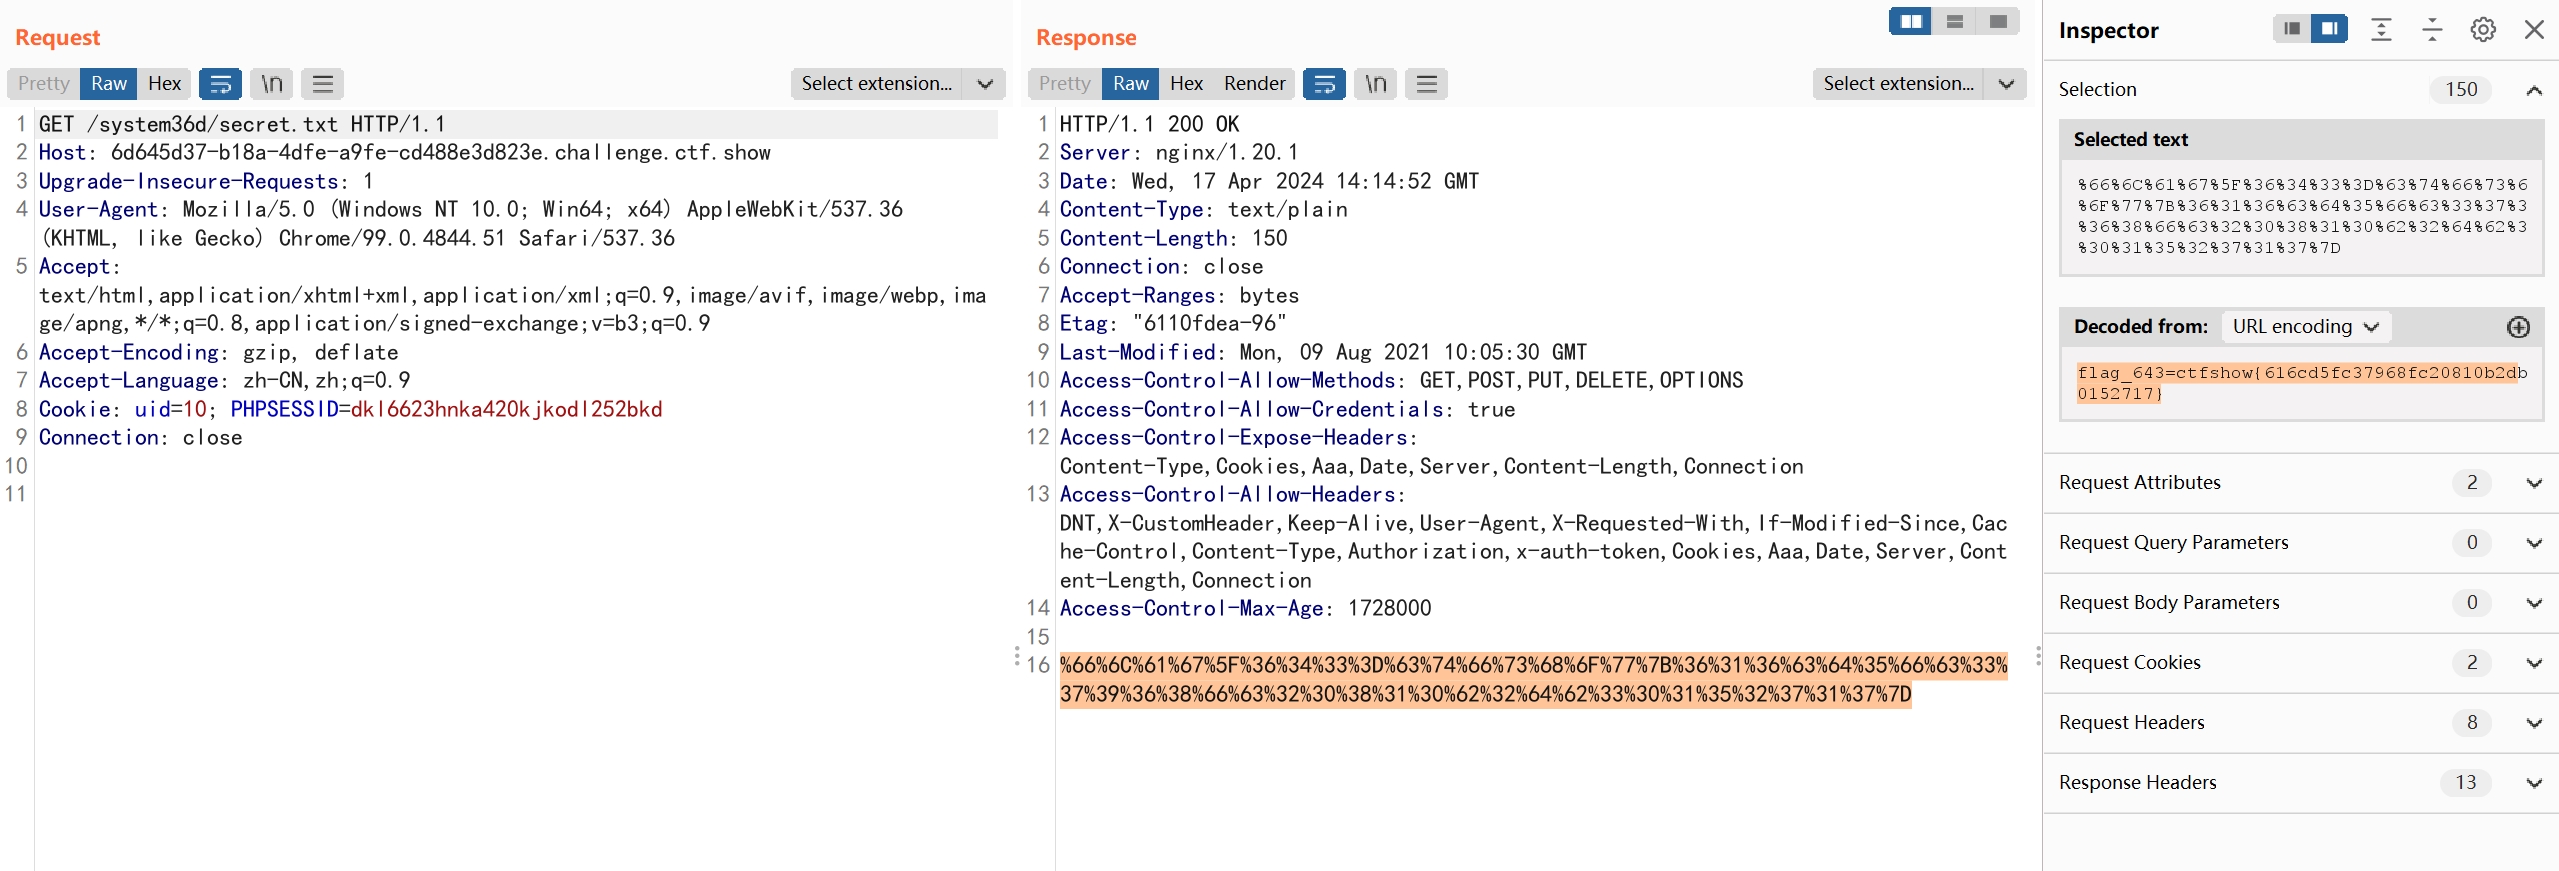 Request
Pretty Raw Hex \n Select extension...
1 GET /system36d/secret.txt HTTP/1.1
2 Host: 6d645d37-b18a-4dfe-a9fe-cd488e3d823e.challenge.ctf.show
3 Upgrade-Insecure-Requests: 1
4 User-Agent: Mozilla/5.0 (Windows NT 10.0; Win64; x64) AppleWebKit/537.36
(KHTML, like Gecko) Chrome/99.0.4844.51 Safari/537.36
5 Accept:
text/html,application/xhtml+xml,application/xml;q=0.9,image/avif,image/webp,ima
ge/apng,*/*;q=0.8,application/signed-exchange;v=b3;q=0.9
6 Accept-Encoding: gzip, deflate
7 Accept-Language: zh-CN,zh;q=0.9
8 Cookie: uid=10; PHPSESSID=dkl6623hnka420kjkodl252bkd
9 Connection: close
10
11
Response
Pretty Raw Hex Render \n Select extension...
1 HTTP/1.1 200 OK
2 Server: nginx/1.20.1
3 Date: Wed, 17 Apr 2024 14:14:52 GMT
4 Content-Type: text/plain
5 Content-Length: 150
6 Connection: close
7 Accept-Ranges: bytes
8 Etag: "6110fdea-96"
9 Last-Modified: Mon, 09 Aug 2021 10:05:30 GMT
10 Access-Control-Allow-Methods: GET,POST,PUT,DELETE,OPTIONS
11 Access-Control-Allow-Credentials: true
12 Access-Control-Expose-Headers:
Content-Type,Cookies,Aaa,Date,Server,Content-Length,Connection
13 Access-Control-Allow-Headers:
DNT,X-CustomHeader,Keep-Alive,User-Agent,X-Requested-With,If-Modified-Since,Cac
he-Control,Content-Type,Authorization,x-auth-token,Cookies,Aaa,Date,Server,Cont
ent-Length,Connection
14 Access-Control-Max-Age: 1728000
15
16 %66%6C%61%67%5F%36%34%33%3D%63%74%66%73%68%6F%77%7B%36%31%36%63%64%35%66%63%33%
37%39%36%38%66%63%32%30%38%31%30%62%32%64%62%33%30%31%35%32%37%31%37%7D
Inspector
Selection 150
Selected text
%66%6C%61%67%5F%36%34%33%3D%63%74%66%73%6
%6F%77%7B%36%31%36%63%64%35%66%63%33%37%3
%36%38%66%63%32%30%38%31%30%62%32%64%62%3
%30%31%35%32%37%31%37%7D
Decoded from: URL encoding
flag_643=ctfshow{616cd5fc37968fc20810b2db
0152717}
Request Attributes 2
Request Query Parameters 0
Request Body Parameters 0
Request Cookies 2
Request Headers 8
Response Headers 13